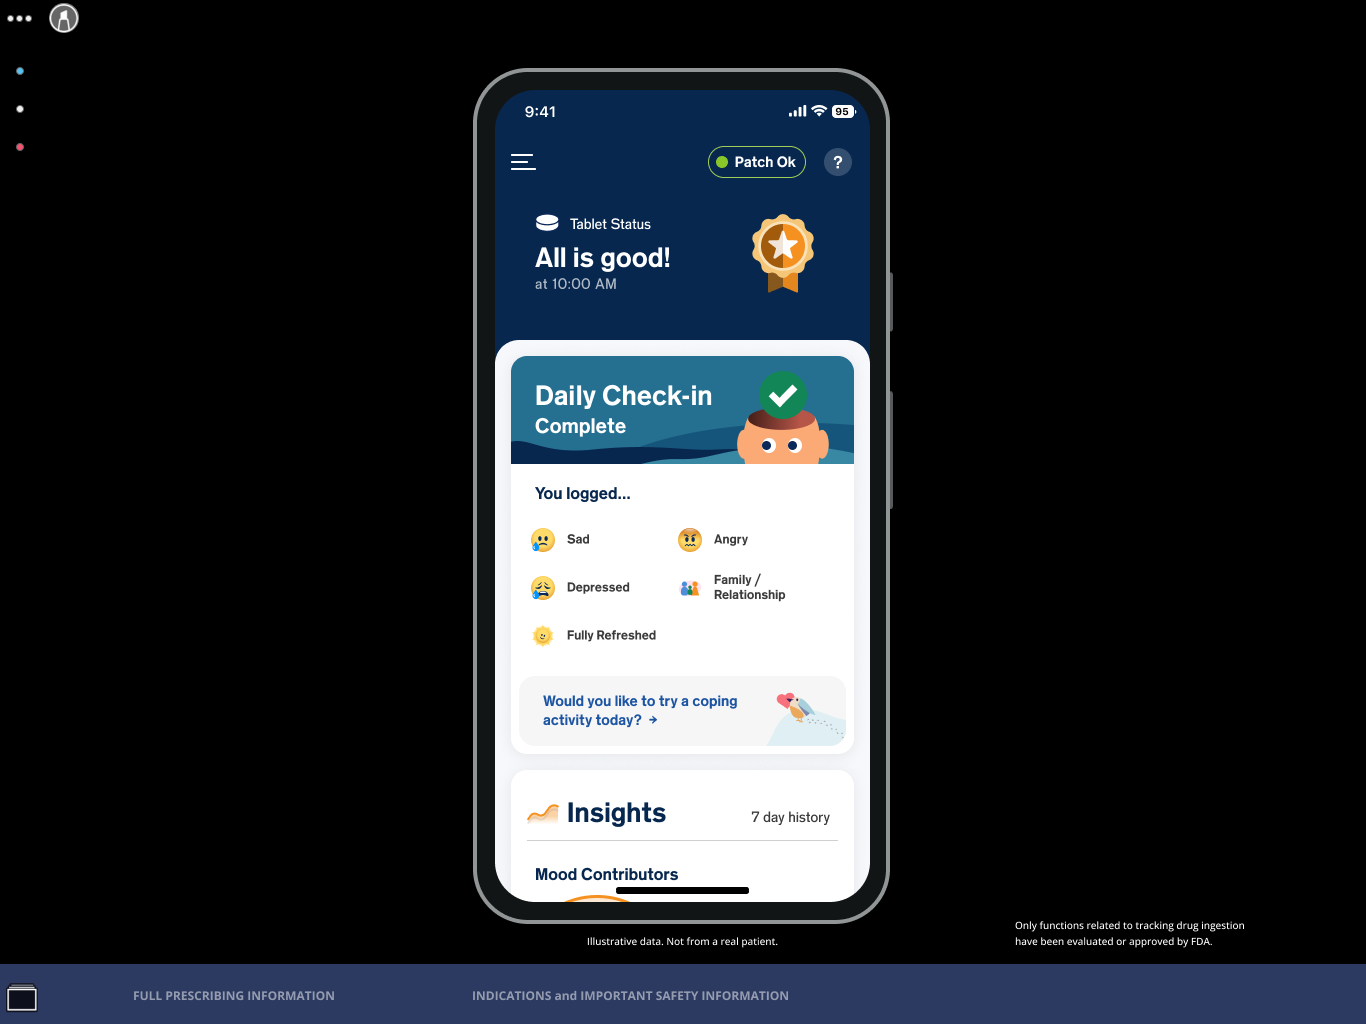 9:41
95
Patch Ok
?
Tablet Status
All is good!
at 10:00 AM
Daily Check-in
Complete
You logged...
Sad
Angry
Depressed
Family /
Relationship
Fully Refreshed
Would you like to try a coping
activity today? →
Insights
7 day history
Mood Contributors
Illustrative data. Not from a real patient.
Only functions related to tracking drug ingestion
have been evaluated or approved by FDA.
FULL PRESCRIBING INFORMATION
INDICATIONS and IMPORTANT SAFETY INFORMATION